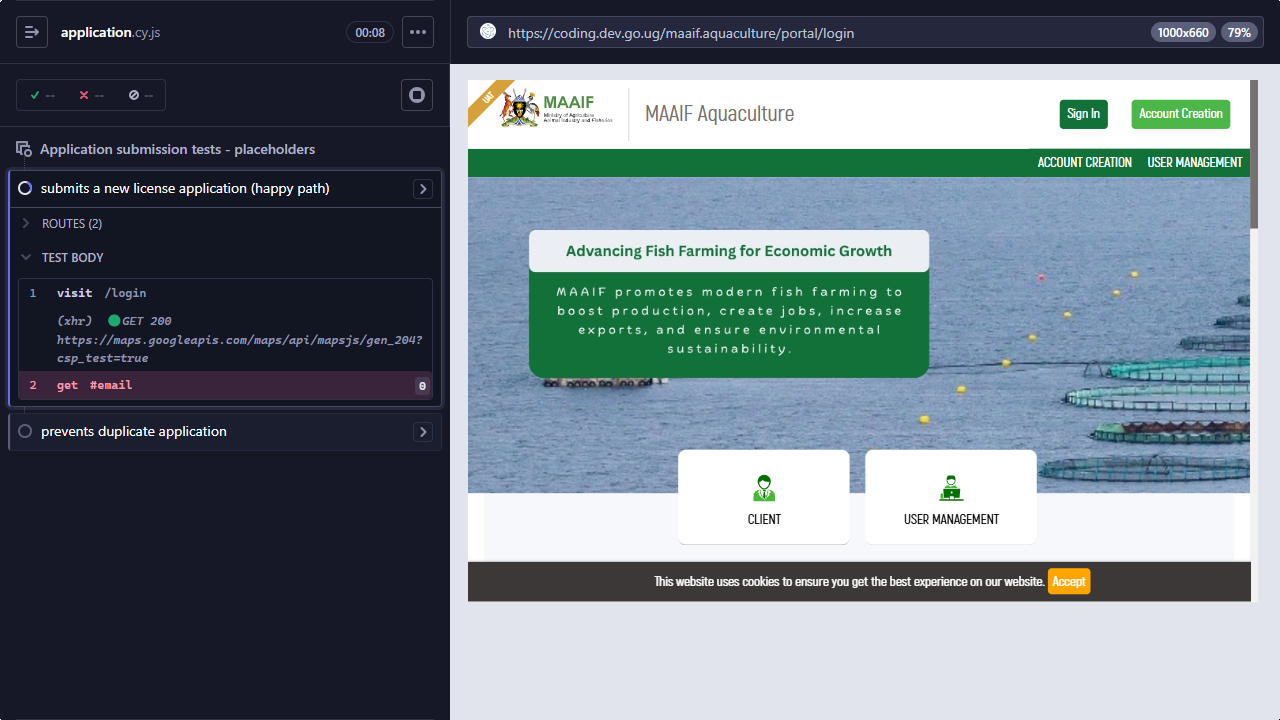 application.cy.js
00:08
https://coding.dev.go.ug/maaif.aquaculture/portal/login
1000x660
79%
--
--
--
Application submission tests - placeholders
submits a new license application (happy path)
ROUTES (2)
TEST BODY
1 visit /login
(xhr) GET 200
https://maps.googleapis.com/maps/api/mapsjs/gen_204?
csp_test=true
2 get #email 0
prevents duplicate application
UAT
MAAIF
Ministry of Agriculture
Animal Industry and Fisheries
MAAIF Aquaculture
Sign In
Account Creation
ACCOUNT CREATION
USER MANAGEMENT
Advancing Fish Farming for Economic Growth
MAAIF promotes modern fish farming to
boost production, create jobs, increase
exports, and ensure environmental
sustainability.
CLIENT
USER MANAGEMENT
This website uses cookies to ensure you get the best experience on our website. Accept